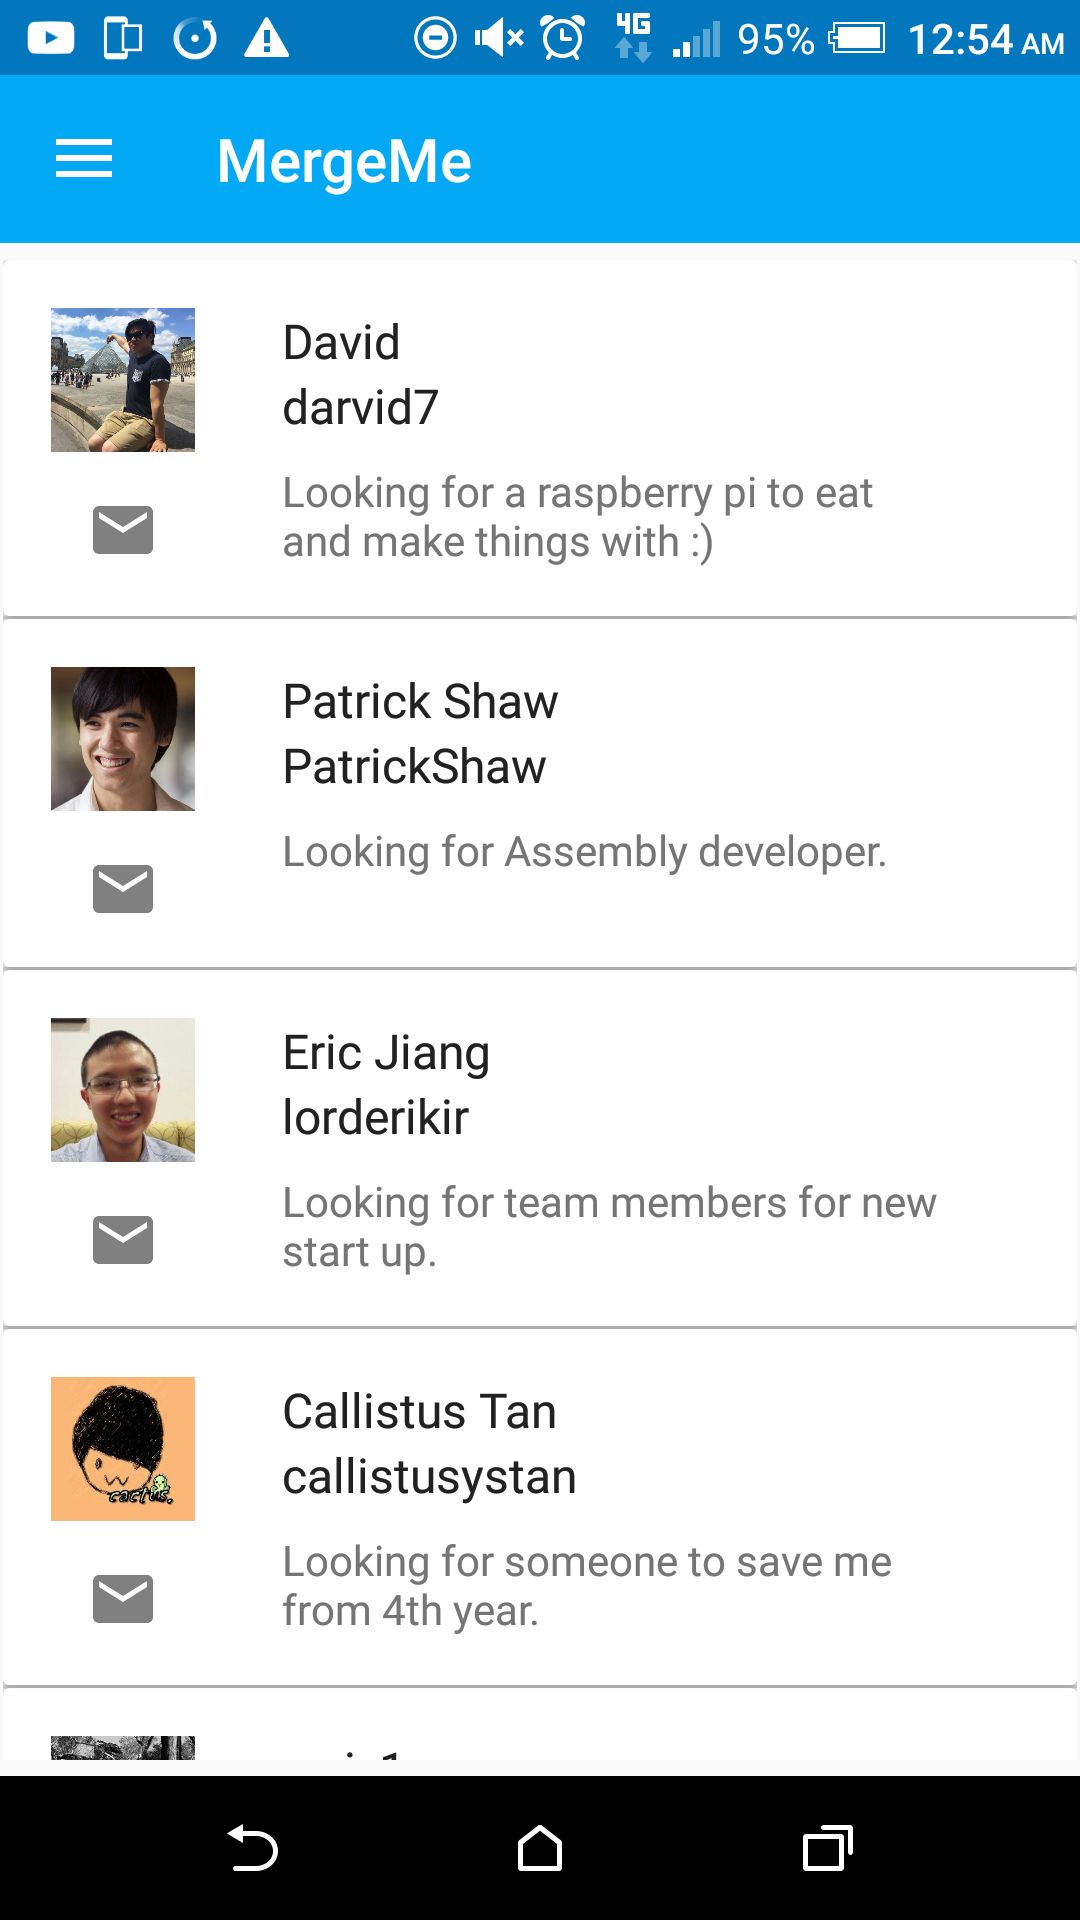 4G 95% 12:54 AM
MergeMe
David
darvid7
Looking for a raspberry pi to eat
and make things with :)
Patrick Shaw
PatrickShaw
Looking for Assembly developer.
Eric Jiang
lorderikir
Looking for team members for new
start up.
Callistus Tan
callistusystan
cactus.
Looking for someone to save me
from 4th year.